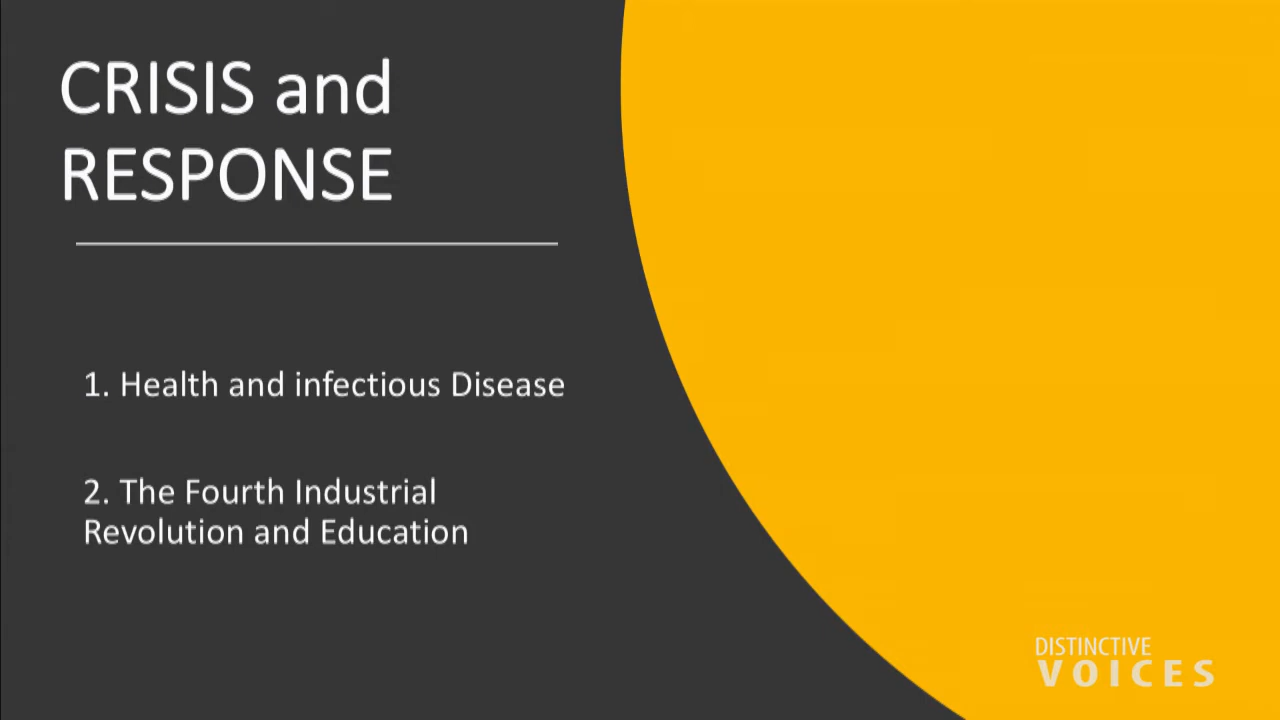 CRISIS and
RESPONSE
1. Health and infectious Disease
2. The Fourth Industrial
Revolution and Education
DISTINCTIVE
VOICES